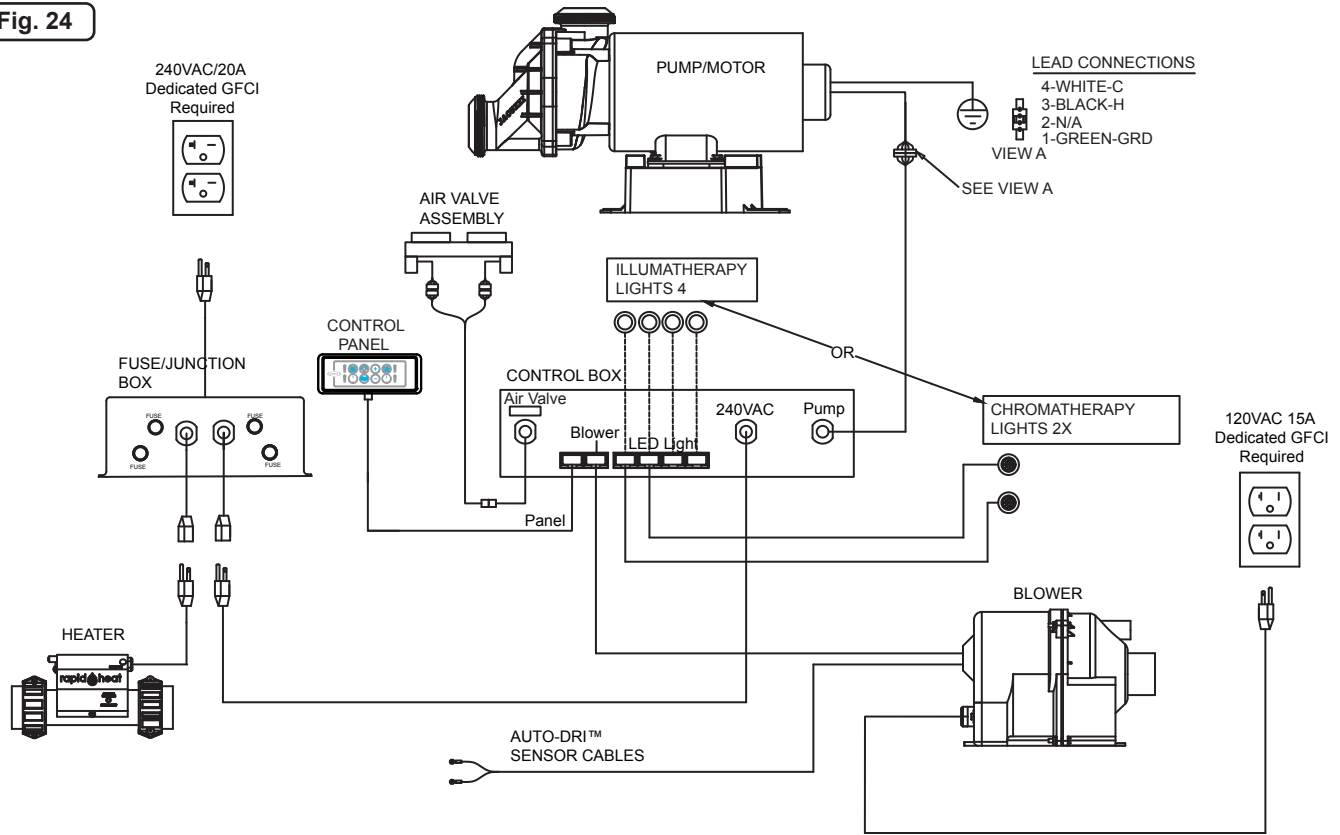 Fig. 24
240VAC/20A
Dedicated GFCI
Required
PUMP/MOTOR
LEAD CONNECTIONS
4-WHITE-C
3-BLACK-H
2-N/A
1-GREEN-GRD
VIEW A
SEE VIEW A
AIR VALVE
ASSEMBLY
ILLUMATHERAPY
LIGHTS 4
CONTROL
PANEL
OR
FUSE/JUNCTION
BOX
FUSE
FUSE
FUSE
FUSE
CONTROL BOX
Air Valve
Blower
LED Light
240VAC
Pump
Panel
CHROMATHERAPY
LIGHTS 2X
120VAC 15A
Dedicated GFCI
Required
HEATER
rapid heat
BLOWER
AUTO-DRI™
SENSOR CABLES